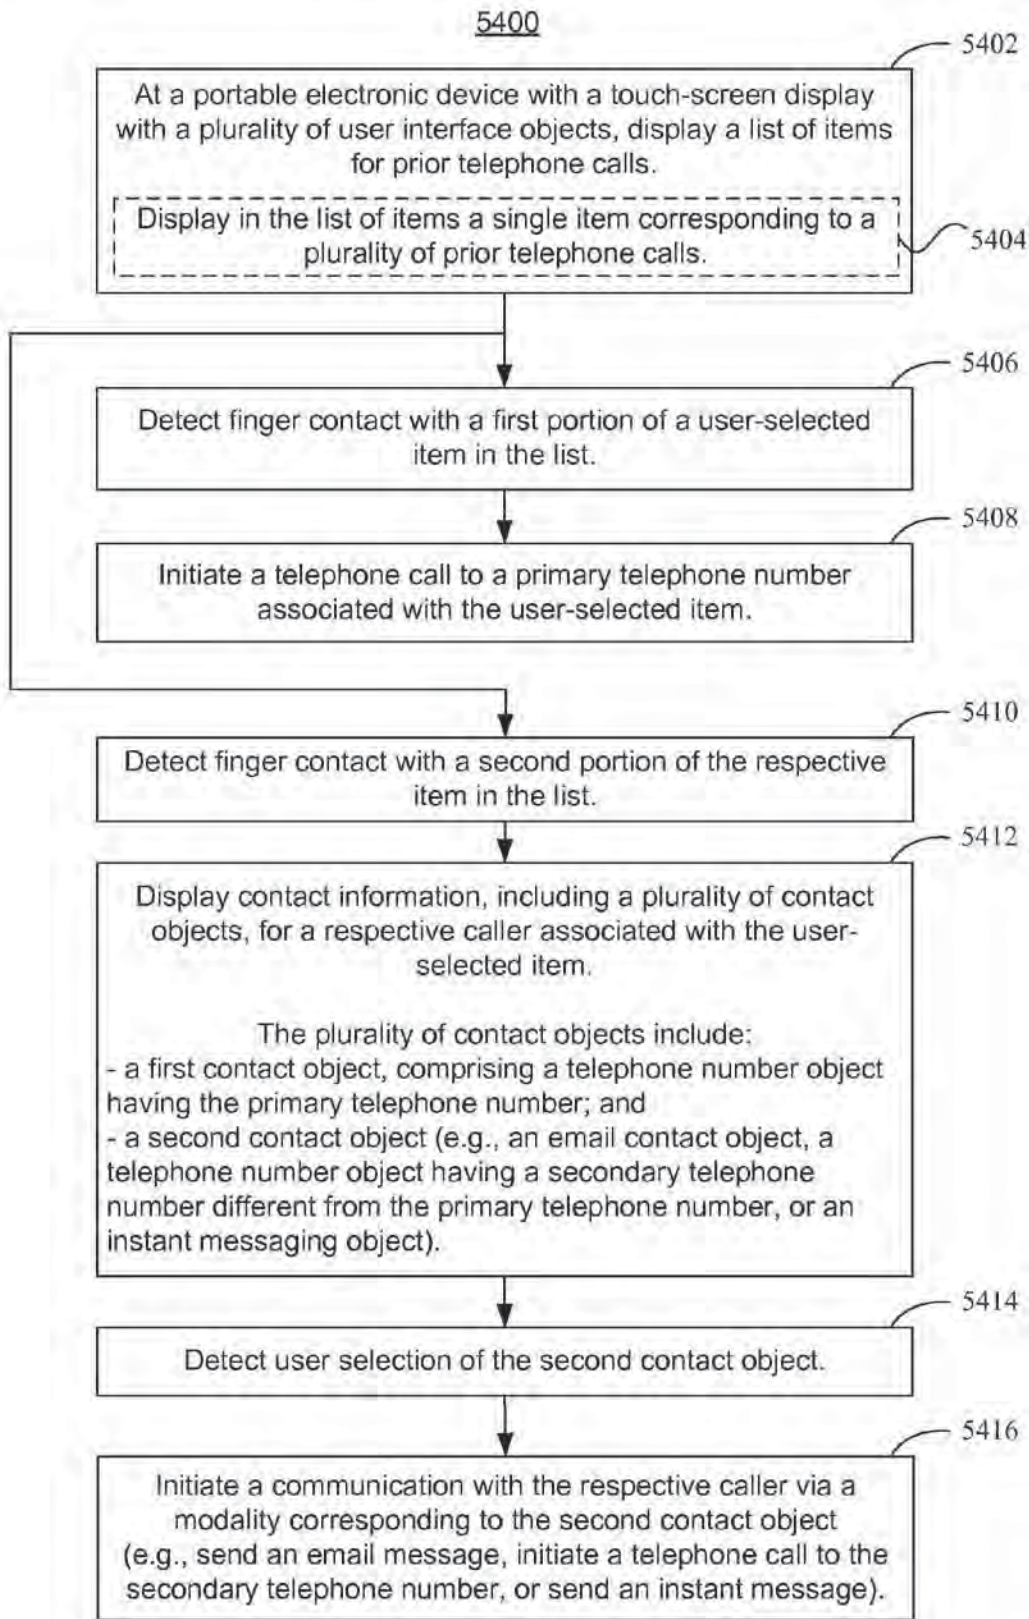 5400
5402
At a portable electronic device with a touch-screen display
with a plurality of user interface objects, display a list of items
for prior telephone calls.
Display in the list of items a single item corresponding to a
plurality of prior telephone calls.
5404
5406
Detect finger contact with a first portion of a user-selected
item in the list.
5408
Initiate a telephone call to a primary telephone number
associated with the user-selected item.
5410
Detect finger contact with a second portion of the respective
item in the list.
5412
Display contact information, including a plurality of contact
objects, for a respective caller associated with the user-
selected item.
The plurality of contact objects include:
- a first contact object, comprising a telephone number object
having the primary telephone number; and
- a second contact object (e.g., an email contact object, a
telephone number object having a secondary telephone
number different from the primary telephone number, or an
instant messaging object).
5414
Detect user selection of the second contact object.
5416
Initiate a communication with the respective caller via a
modality corresponding to the second contact object
(e.g., send an email message, initiate a telephone call to the
secondary telephone number, or send an instant message).